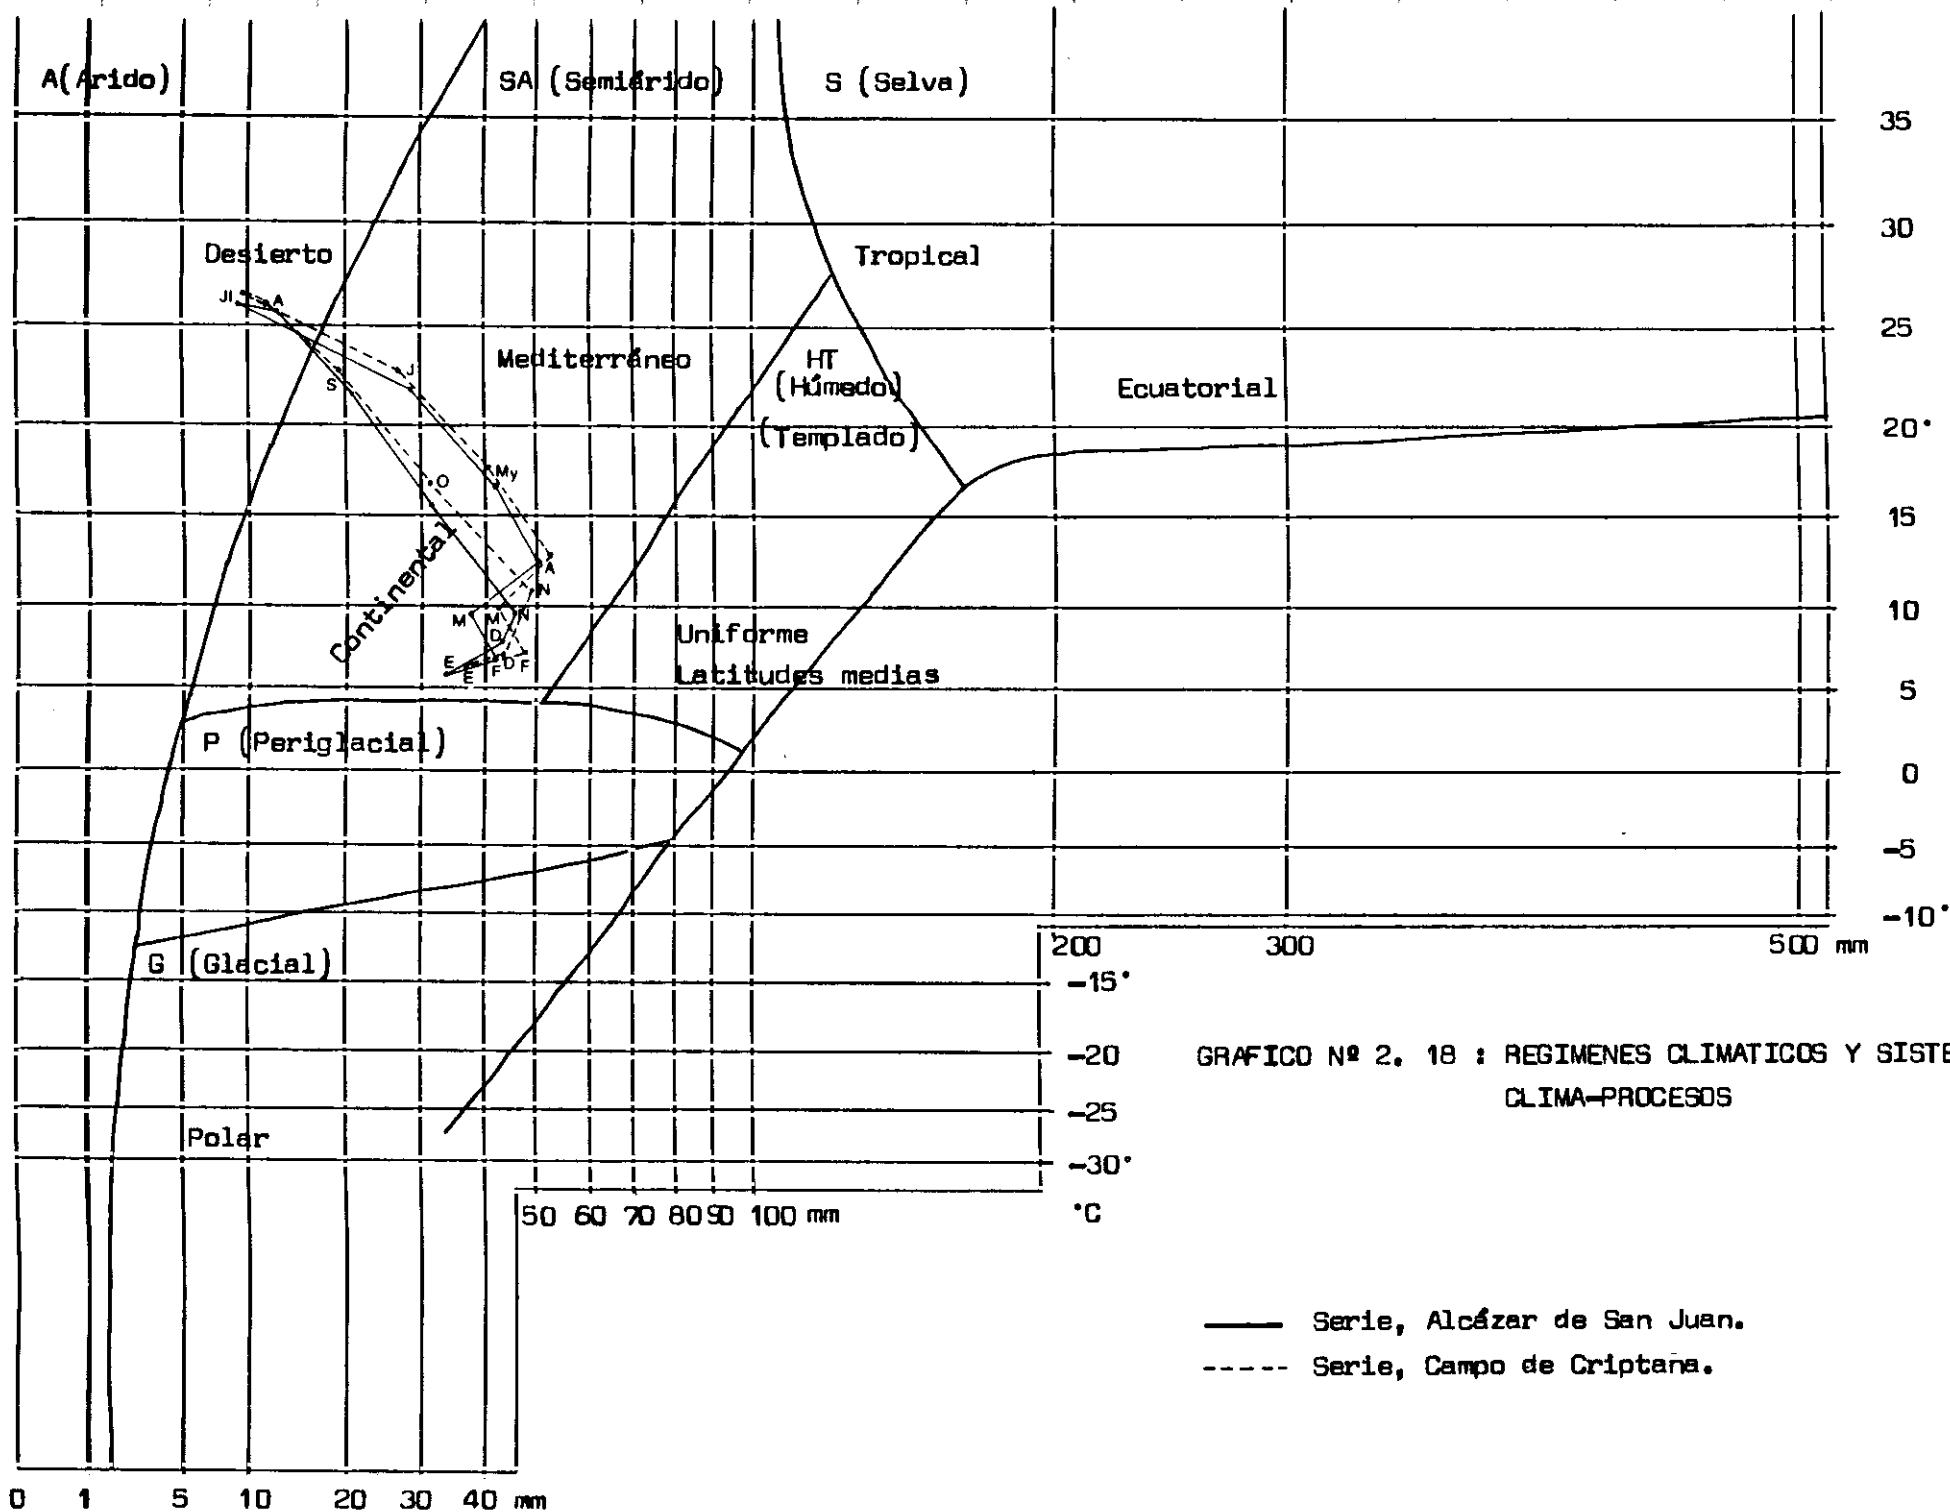 A(Arido)
SA (Semiárido)
S (Selva)
35
30
Desierto
Tropical
Jl
A
25
Mediterráneo
HT
J
S
(Húmedo)
Ecuatorial
20°
(Templado)
My
O
15
Continental
A
N
10
M
M
N
D
Uniforme
E
E
F
D
F
Latitudes medias
5
P (Periglacial)
0
-5
-10°
200 300 500 mm
G (Glacial)
-15°
-20
GRAFICO Nº 2. 18 : REGIMENES CLIMATICOS Y SISTE
CLIMA-PROCESOS
-25
Polar
-30°
50 60 70 80 90 100 mm
°C
Serie, Alcázar de San Juan.
Serie, Campo de Criptana.
0 1 5 10 20 30 40 mm